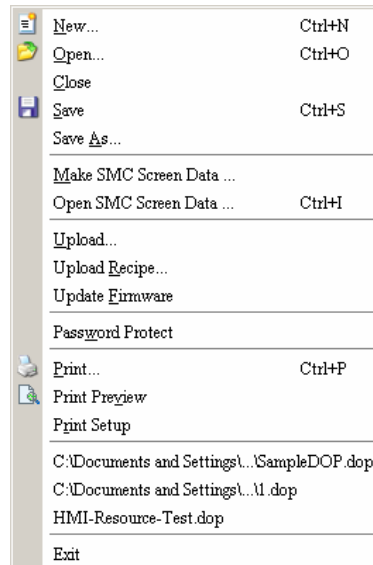 New... Ctrl+N
Open... Ctrl+O
Close
Save Ctrl+S
Save As...
Make SMC Screen Data ...
Open SMC Screen Data ... Ctrl+I
Upload...
Upload Recipe...
Update Firmware
Password Protect
Print... Ctrl+P
Print Preview
Print Setup
C:\Documents and Settings\...\SampleDOP.dop
C:\Documents and Settings\...\1.dop
HMI-Resource-Test.dop
Exit